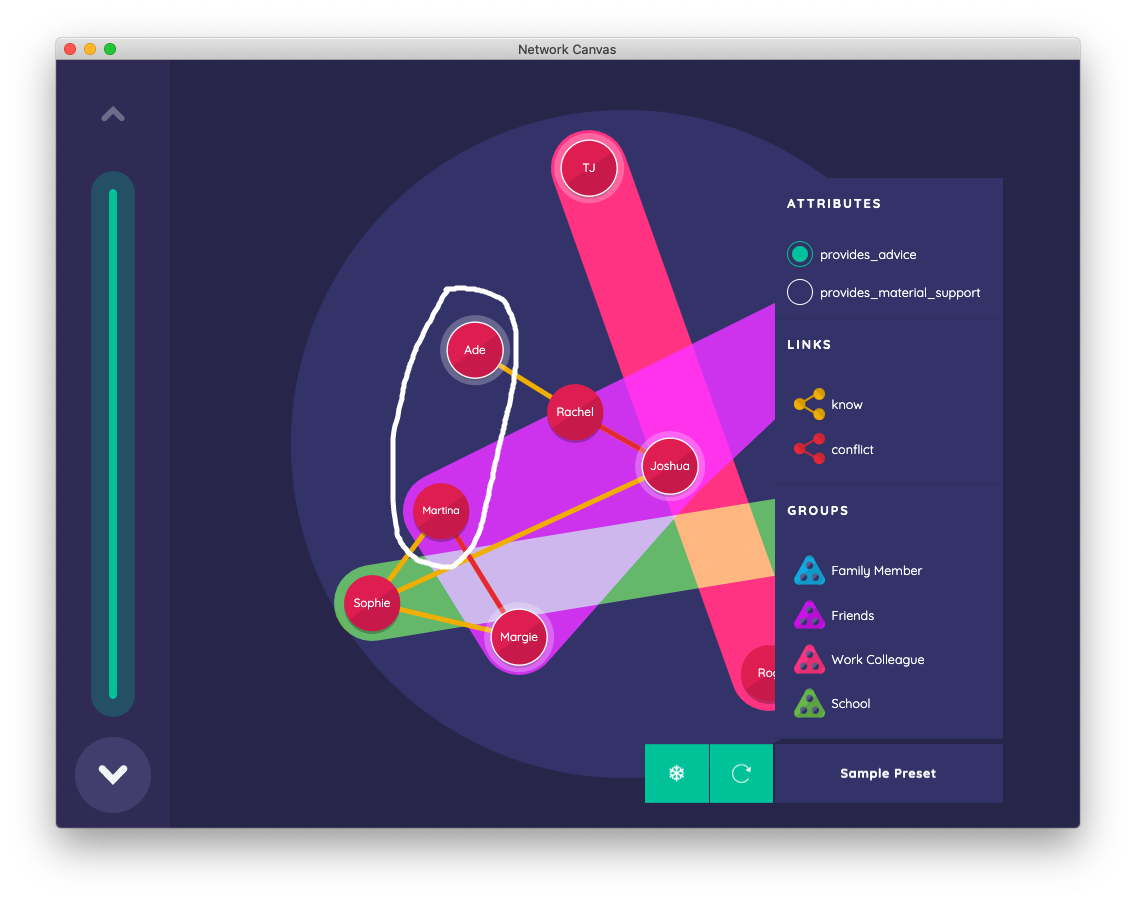 Network Canvas
TJ
ATTRIBUTES
provides_advice
provides_material_support
LINKS
Ade
know
Rachel
conflict
Joshua
Martina
GROUPS
Family Member
Sophie
Friends
Margie
Work Colleague
Rog
School
Sample Preset